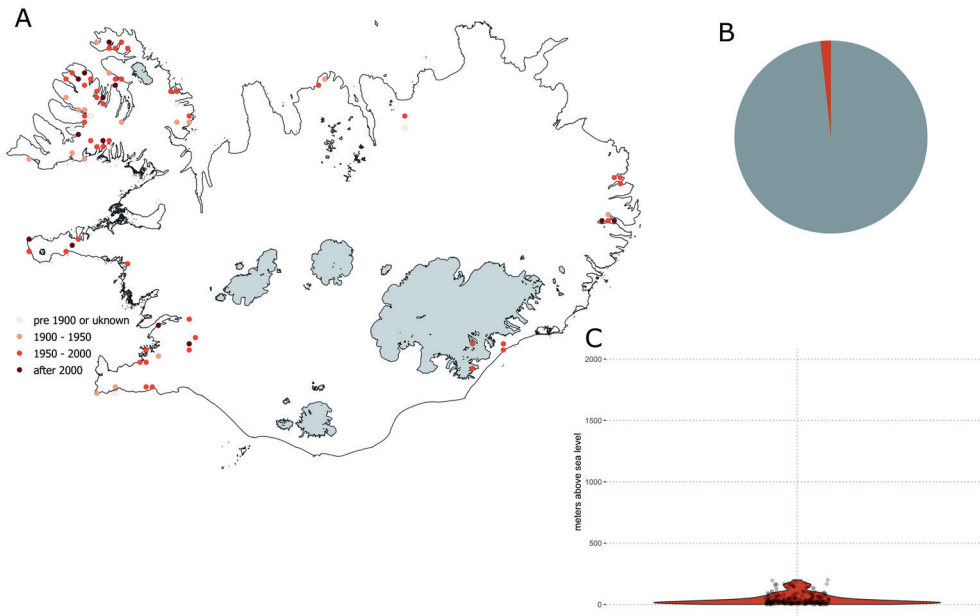 A
B
pre 1900 or uknown
1900 - 1950
1950 - 2000
after 2000
C
meters above sea level
2000
1500
1000
500
0